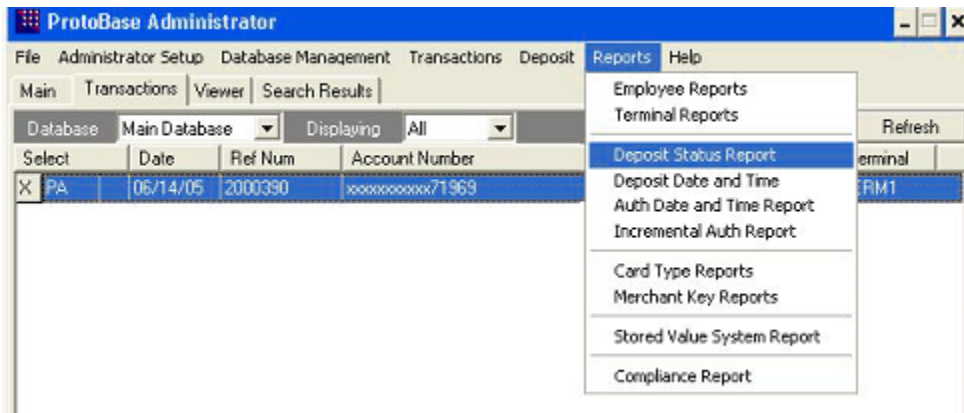 ProtoBase Administrator
File Administrator Setup Database Management Transactions Deposit Reports Help
Main Transactions Viewer Search Results
Database Main Database Displaying All Refresh
Select Date Ref Num Account Number erminal
X PA 06/14/05 2000390 xxxxxxxxxxx71969 ERM1
Employee Reports
Terminal Reports
Deposit Status Report
Deposit Date and Time
Auth Date and Time Report
Incremental Auth Report
Card Type Reports
Merchant Key Reports
Stored Value System Report
Compliance Report